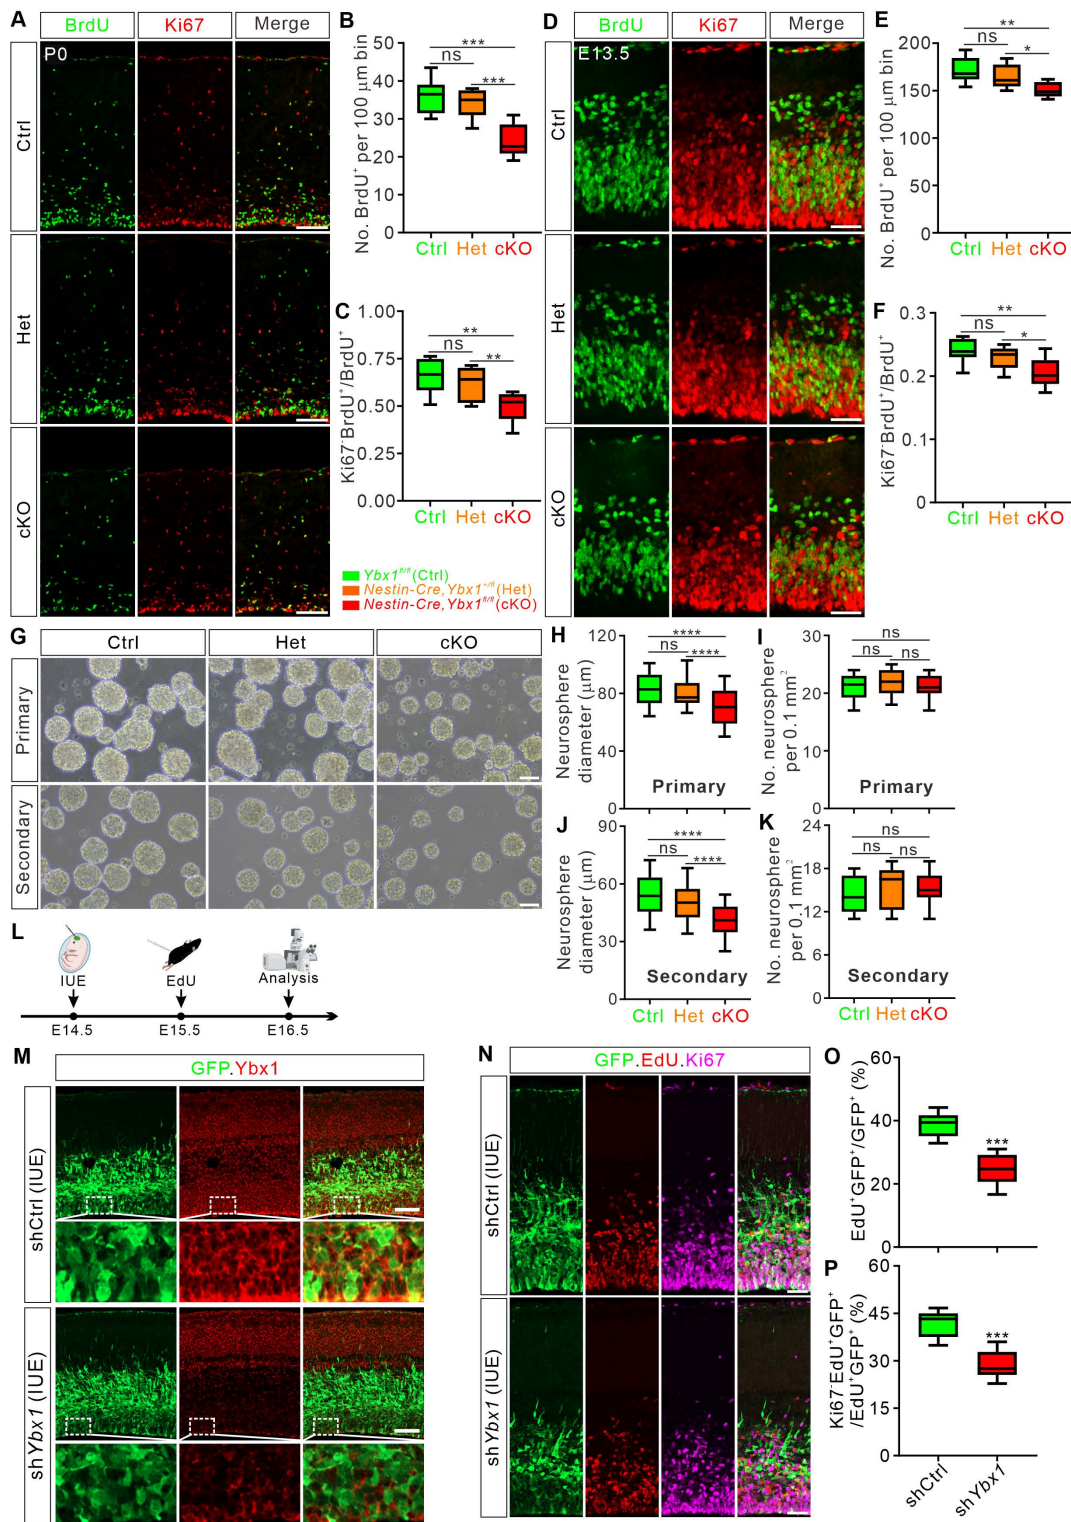 A
BrdU
Ki67
Merge
P0
Ctrl
Het
cKO
B
No. BrdU⁺ per 100 μm bin
50
40
30
20
10
0
***
ns
***
Ctrl Het cKO
C
Ki67⁻BrdU⁺/BrdU⁺
1.00
0.75
0.50
0.25
0.00
**
ns
**
Ctrl Het cKO
Ybx1^fl/fl (Ctrl)
Nestin-Cre,Ybx1^+/fl (Het)
Nestin-Cre,Ybx1^fl/fl (cKO)
D
BrdU
Ki67
Merge
E13.5
Ctrl
Het
cKO
E
No. BrdU⁺ per 100 μm bin
200
150
100
50
0
**
ns
*
Ctrl Het cKO
F
Ki67⁻BrdU⁺/BrdU⁺
0.3
0.2
0.1
0
**
ns
*
Ctrl Het cKO
G
Ctrl
Het
cKO
Primary
Secondary
H
Neurosphere
diameter (μm)
120
80
40
0
****
ns
****
Primary
I
No. neurosphere
per 0.1 mm²
30
20
10
0
ns
ns
ns
Primary
J
Neurosphere
diameter (μm)
90
60
30
0
****
ns
****
Secondary
Ctrl Het cKO
K
No. neurosphere
per 0.1 mm²
24
18
12
6
0
ns
ns
ns
Secondary
Ctrl Het cKO
L
IUE
EdU
Analysis
E14.5
E15.5
E16.5
M
GFP.Ybx1
shCtrl (IUE)
shYbx1 (IUE)
N
GFP.EdU.Ki67
shCtrl (IUE)
shYbx1 (IUE)
O
EdU⁺GFP⁺/GFP⁺ (%)
60
40
20
0
***
P
Ki67⁻EdU⁺GFP⁺
/EdU⁺GFP⁺ (%)
60
45
30
15
0
***
shCtrl
shYbx1